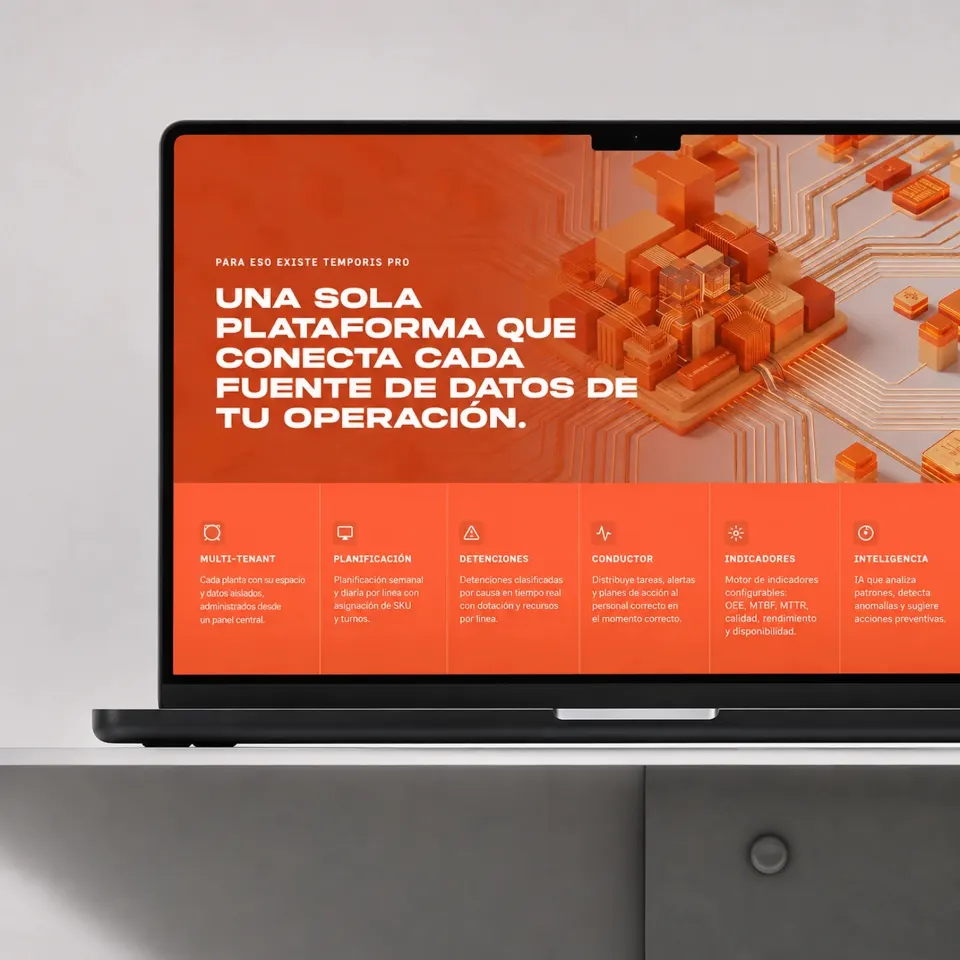 PARA ESO EXISTE TEMPORIS PRO
UNA SOLA
PLATAFORMA QUE
CONECTA CADA
FUENTE DE DATOS DE
TU OPERACIÓN.
MULTI-TENANT
Cada planta con su espacio
y datos aislados,
administrados desde
un panel central.
PLANIFICACIÓN
Planificación semanal
y diaria por línea con
asignación de SKU
y turnos.
DETENCIONES
Detenciones clasificadas
por causa en tiempo real
con dotación y recursos
por línea.
CONDUCTOR
Distribuye tareas, alertas
y planes de acción al
personal correcto en
el momento correcto.
INDICADORES
Motor de indicadores
configurables:
OEE, MTBF, MTTR,
calidad, rendimiento
y disponibilidad.
INTELIGENCIA
IA que analiza
patrones, detecta
anomalías y sugiere
acciones preventivas.